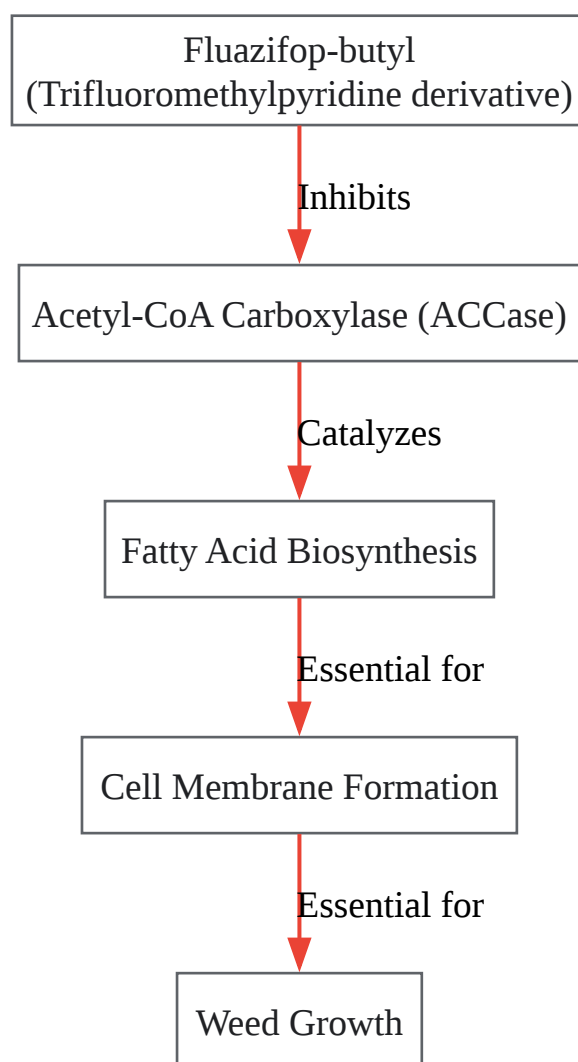 Fluazifop-butyl
(Trifluoromethylpyridine derivative)
Inhibits
Acetyl-CoA Carboxylase (ACCase)
Catalyzes
Fatty Acid Biosynthesis
Essential for
Cell Membrane Formation
Essential for
Weed Growth